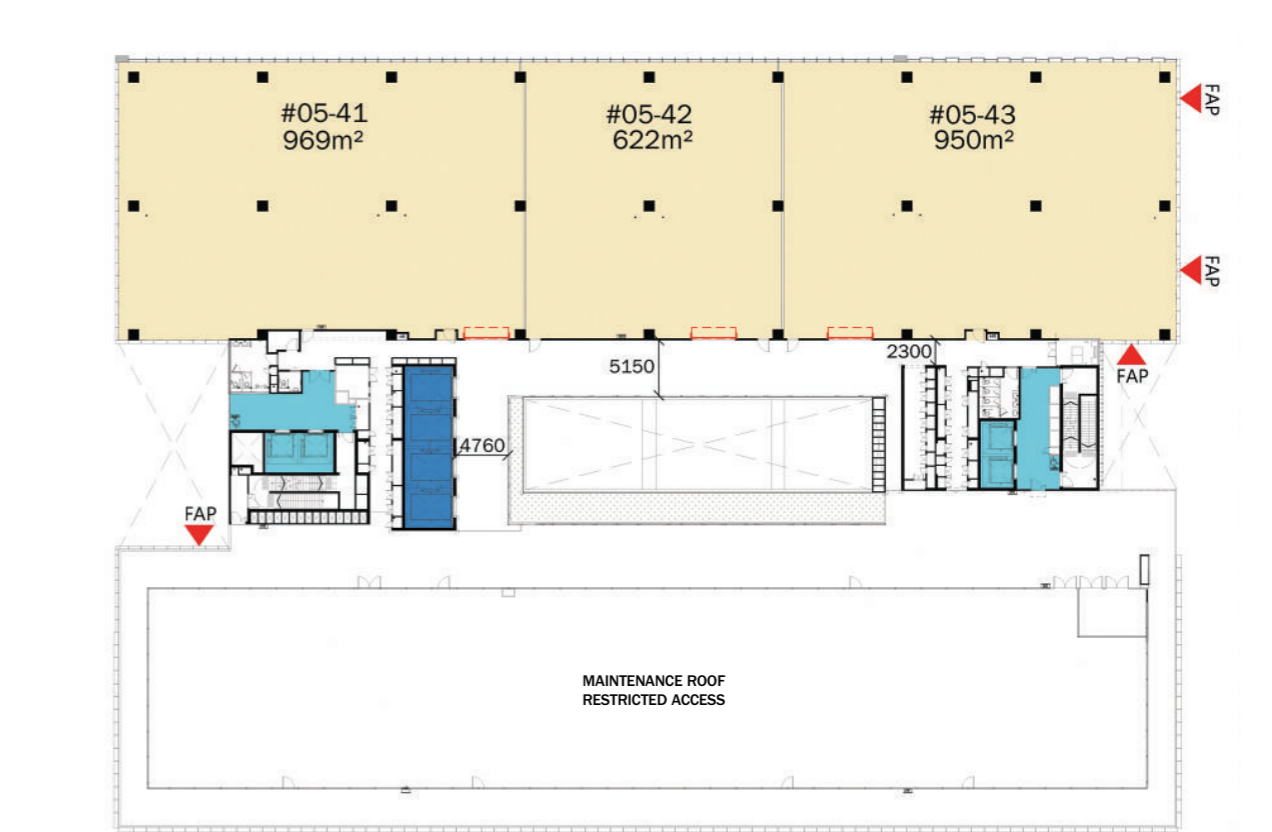 #05-41
969m²
#05-42
622m²
#05-43
950m²
FAP
FAP
5150
2300
FAP
4760
FAP
MAINTENANCE ROOF
RESTRICTED ACCESS